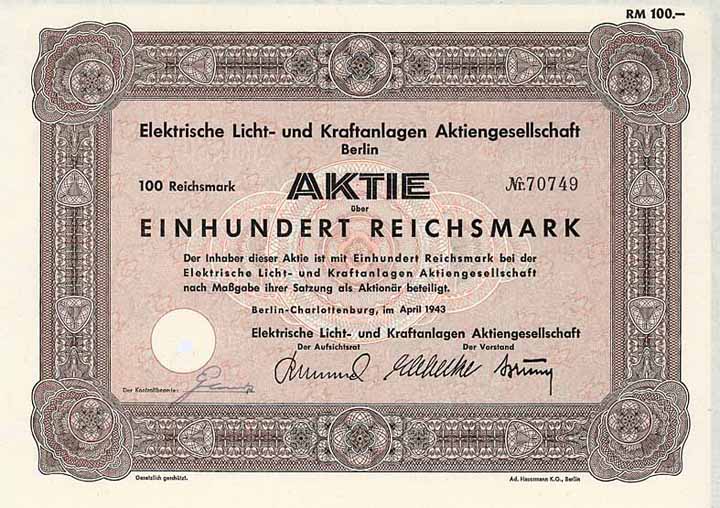 RM 100.—
Elektrische Licht- und Kraftanlagen Aktiengesellschaft
Berlin
100 Reichsmark AKTIE Nr. 70749
über
EINHUNDERT REICHSMARK
Der Inhaber dieser Aktie ist mit Einhundert Reichsmark bei der
Elektrische Licht- und Kraftanlagen Aktiengesellschaft
nach Maßgabe ihrer Satzung als Aktionär beteiligt.
Berlin-Charlottenburg, im April 1943
Elektrische Licht- und Kraftanlagen Aktiengesellschaft
Der Aufsichtsrat Der Vorstand
Der Kontrollbeamte:
Gesetzlich geschützt. Ad. Haussmann K.G., Berlin